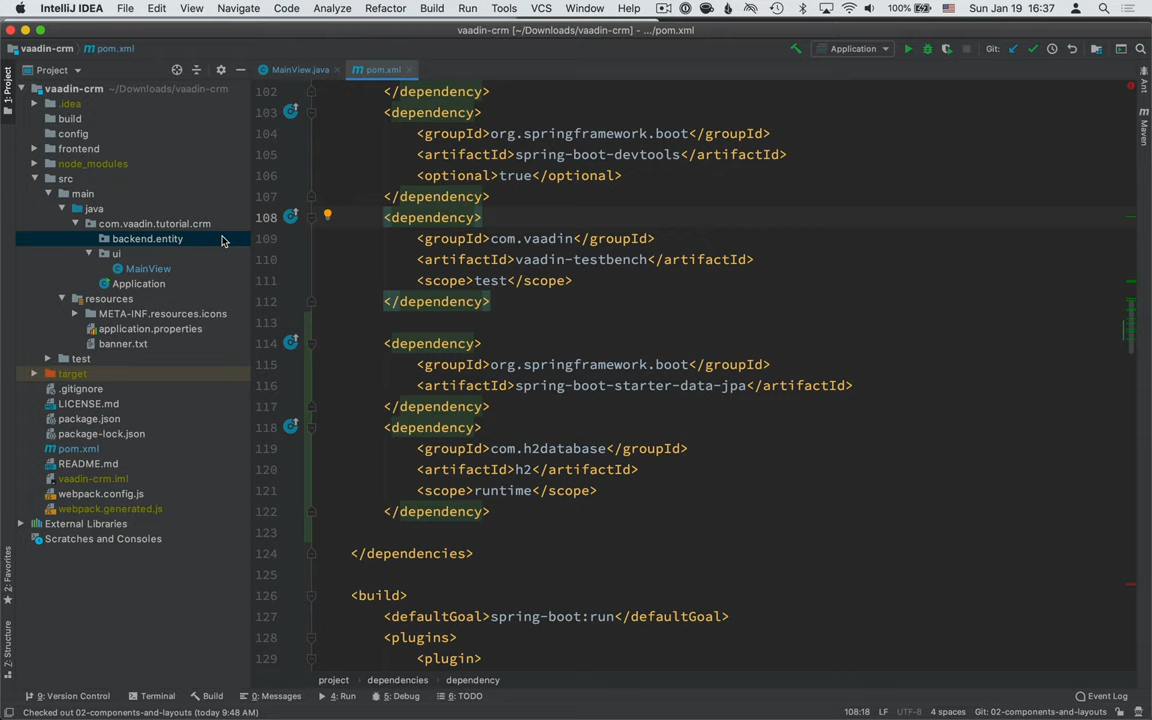 IntelliJ IDEA File Edit View Navigate Code Analyze Refactor Build Run Tools VCS Window Help 100% Sun Jan 19 16:37
vaadin-crm [~/Downloads/vaadin-crm] - .../pom.xml
vaadin-crm pom.xml Application Git:
Project MainView.java pom.xml
1: Project
vaadin-crm ~/Downloads/vaadin-crm
.idea
build
config
frontend
node_modules
src
main
java
com.vaadin.tutorial.crm
backend.entity
ui
MainView
Application
resources
META-INF.resources.icons
application.properties
banner.txt
test
target
.gitignore
LICENSE.md
package.json
package-lock.json
pom.xml
README.md
vaadin-crm.iml
webpack.config.js
webpack.generated.js
External Libraries
Scratches and Consoles
2: Favorites
7: Structure
102 </dependency>
103 <dependency>
104 <groupId>org.springframework.boot</groupId>
105 <artifactId>spring-boot-devtools</artifactId>
106 <optional>true</optional>
107 </dependency>
108 <dependency>
109 <groupId>com.vaadin</groupId>
110 <artifactId>vaadin-testbench</artifactId>
111 <scope>test</scope>
112 </dependency>
113
114 <dependency>
115 <groupId>org.springframework.boot</groupId>
116 <artifactId>spring-boot-starter-data-jpa</artifactId>
117 </dependency>
118 <dependency>
119 <groupId>com.h2database</groupId>
120 <artifactId>h2</artifactId>
121 <scope>runtime</scope>
122 </dependency>
123
124 </dependencies>
125
126 <build>
127 <defaultGoal>spring-boot:run</defaultGoal>
128 <plugins>
129 <plugin>
Ant
Maven
project dependencies dependency
9: Version Control Terminal Build 0: Messages 4: Run 5: Debug 6: TODO Event Log
Checked out 02-components-and-layouts (today 9:48 AM) 108:18 LF UTF-8 4 spaces Git: 02-components-and-layouts